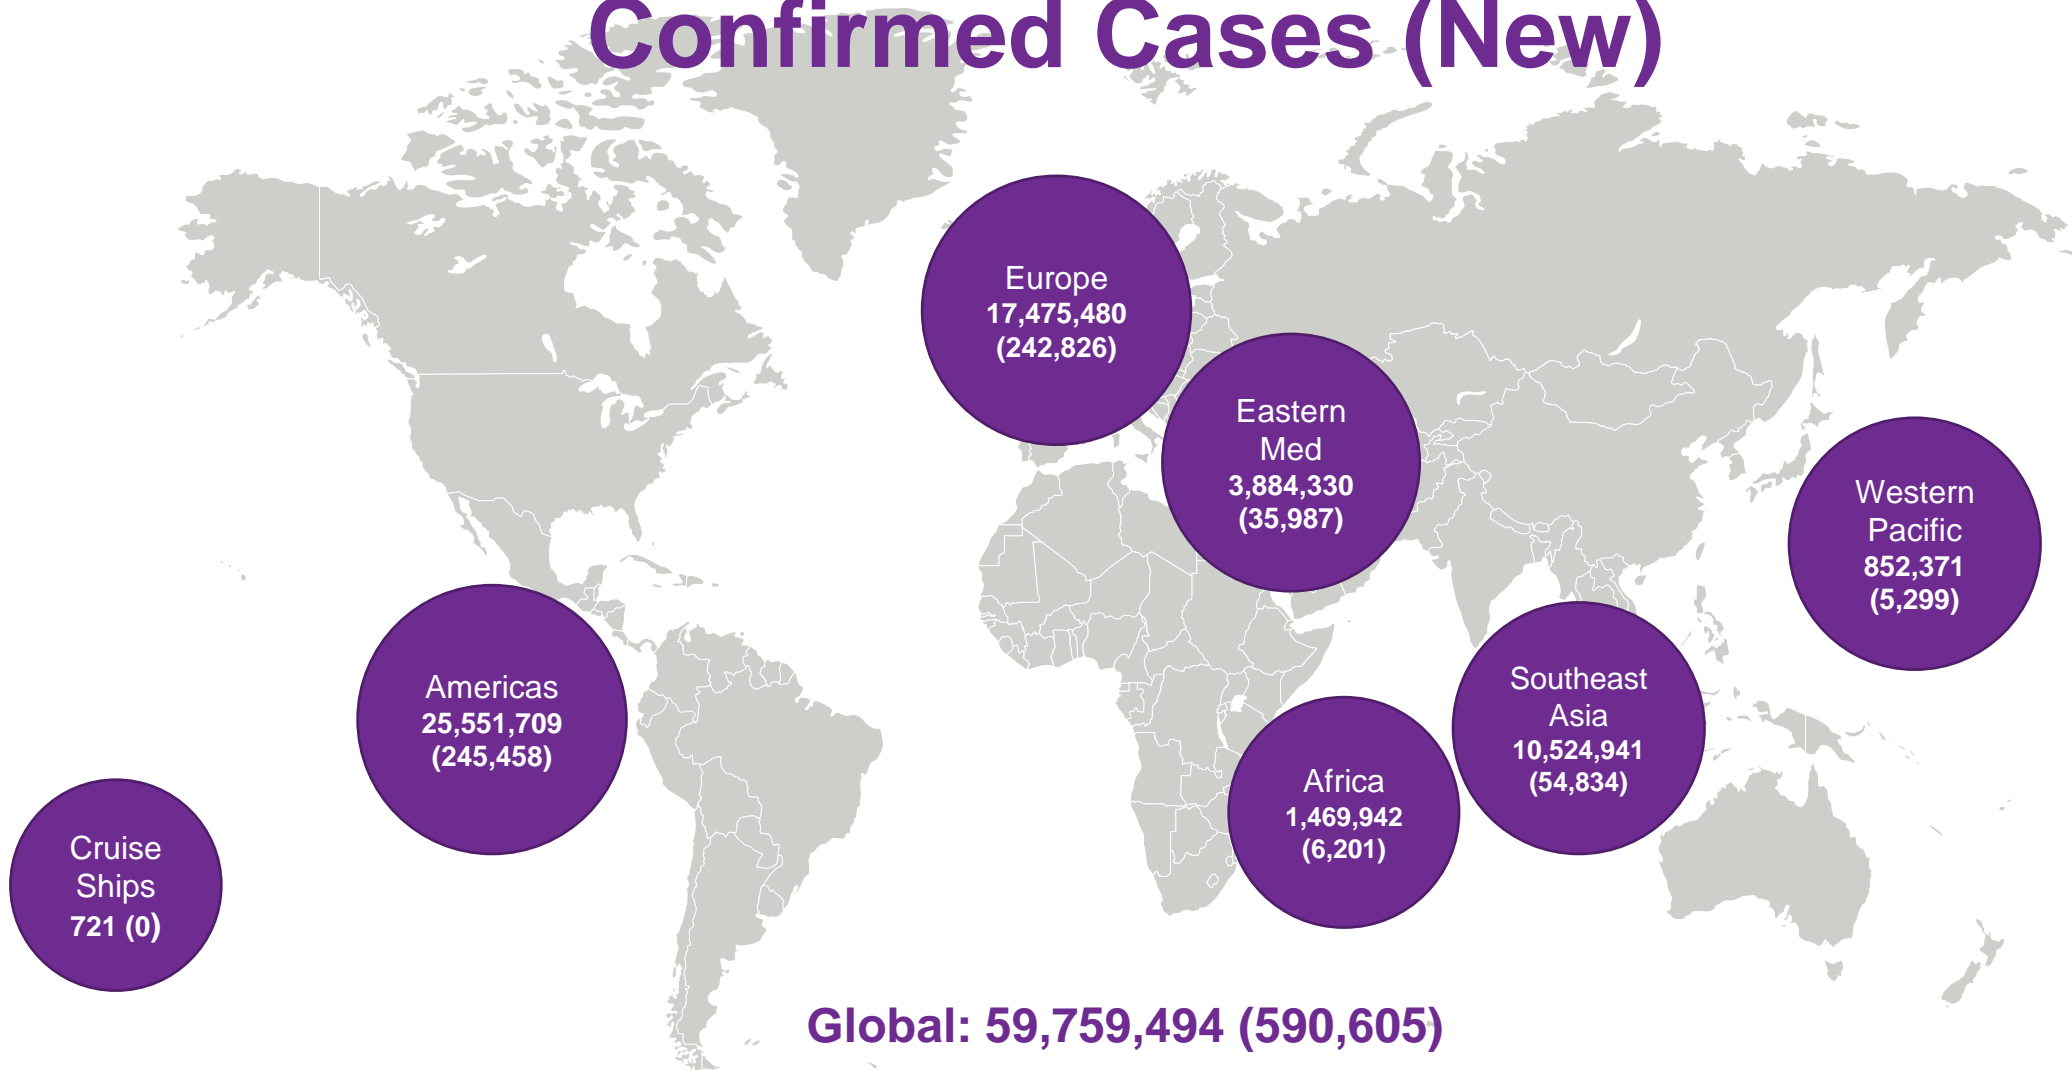 Confirmed Cases (New)
Europe
17,475,480
(242,826)
Eastern
Med
3,884,330
(35,987)
Western
Pacific
852,371
(5,299)
Americas
25,551,709
(245,458)
Southeast
Asia
10,524,941
(54,834)
Africa
1,469,942
(6,201)
Cruise
Ships
721 (0)
Global: 59,759,494 (590,605)